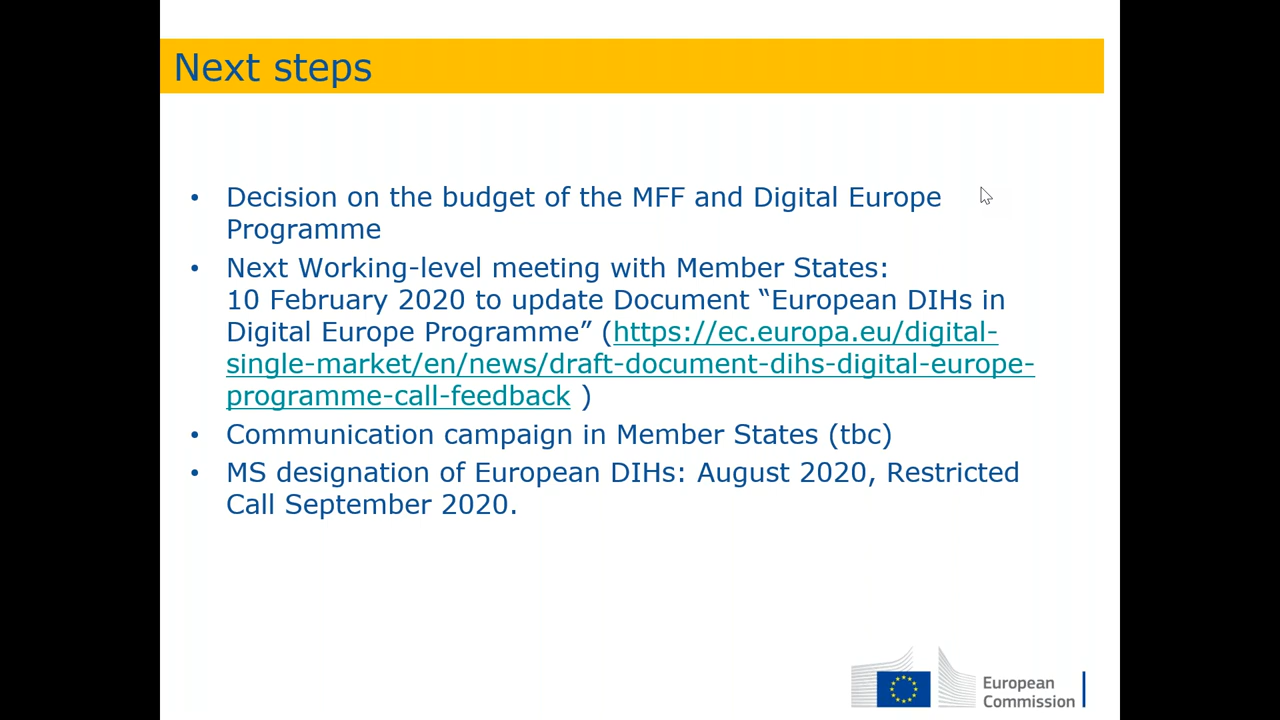 Next steps
• Decision on the budget of the MFF and Digital Europe
Programme
• Next Working-level meeting with Member States:
10 February 2020 to update Document “European DIHs in
Digital Europe Programme” (https://ec.europa.eu/digital-
single-market/en/news/draft-document-dihs-digital-europe-
programme-call-feedback )
• Communication campaign in Member States (tbc)
• MS designation of European DIHs: August 2020, Restricted
Call September 2020.
European
Commission